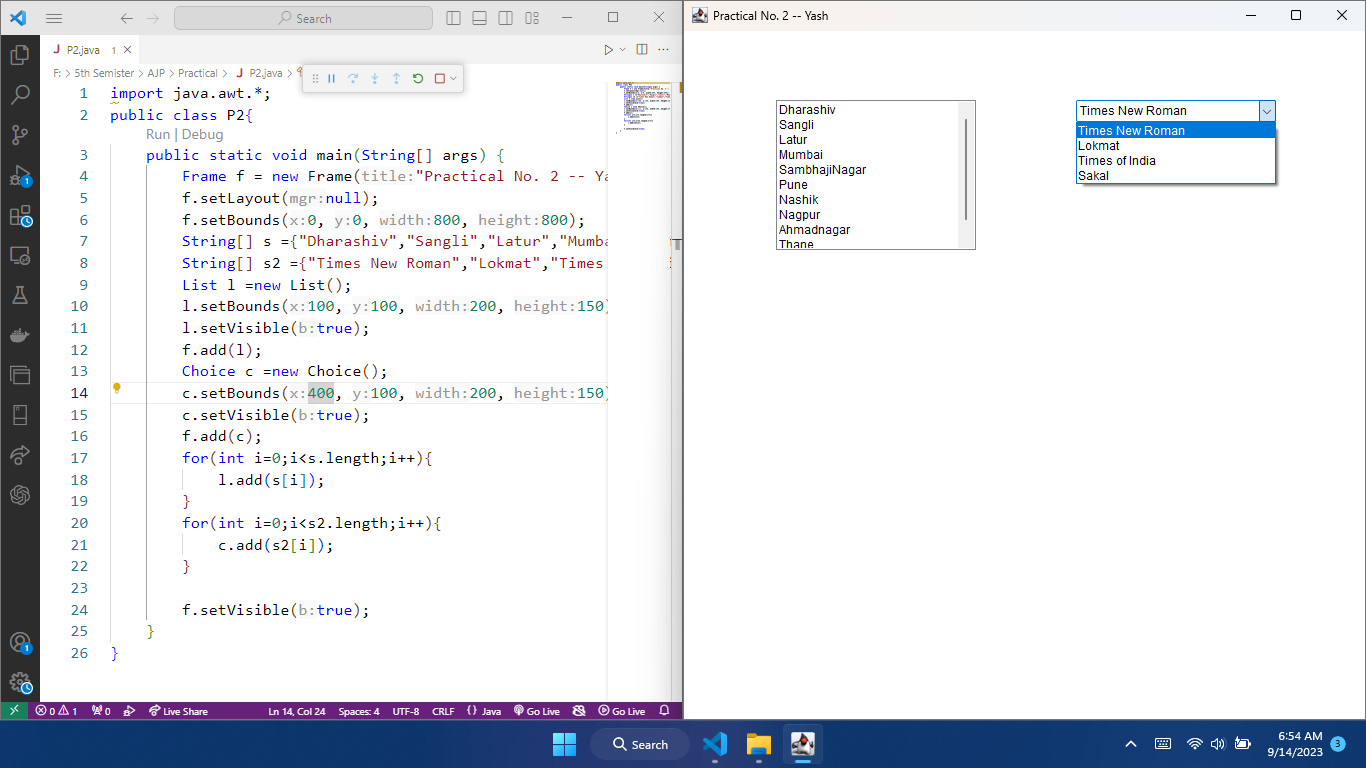 Search
Practical No. 2 -- Yash
P2.java 1
F: > 5th Semister > AJP > Practical > P2.java >
1 import java.awt.*;
2 public class P2{
Run | Debug
3 public static void main(String[] args) {
4 Frame f = new Frame(title:"Practical No. 2 -- Ya
5 f.setLayout(mgr:null);
6 f.setBounds(x:0, y:0, width:800, height:800);
7 String[] s ={"Dharashiv","Sangli","Latur","Mumba
8 String[] s2 ={"Times New Roman","Lokmat","Times
9 List l =new List();
10 l.setBounds(x:100, y:100, width:200, height:150)
11 l.setVisible(b:true);
12 f.add(l);
13 Choice c =new Choice();
14 c.setBounds(x:400, y:100, width:200, height:150)
15 c.setVisible(b:true);
16 f.add(c);
17 for(int i=0;i<s.length;i++){
18 l.add(s[i]);
19 }
20 for(int i=0;i<s2.length;i++){
21 c.add(s2[i]);
22 }
23
24 f.setVisible(b:true);
25 }
26 }
Dharashiv
Sangli
Latur
Mumbai
SambhajiNagar
Pune
Nashik
Nagpur
Ahmadnagar
Thane
Times New Roman
Times New Roman
Lokmat
Times of India
Sakal
1
1
0 1 0 Live Share Ln 14, Col 24 Spaces: 4 UTF-8 CRLF {} Java Go Live Go Live
Search
6:54 AM
9/14/2023
3